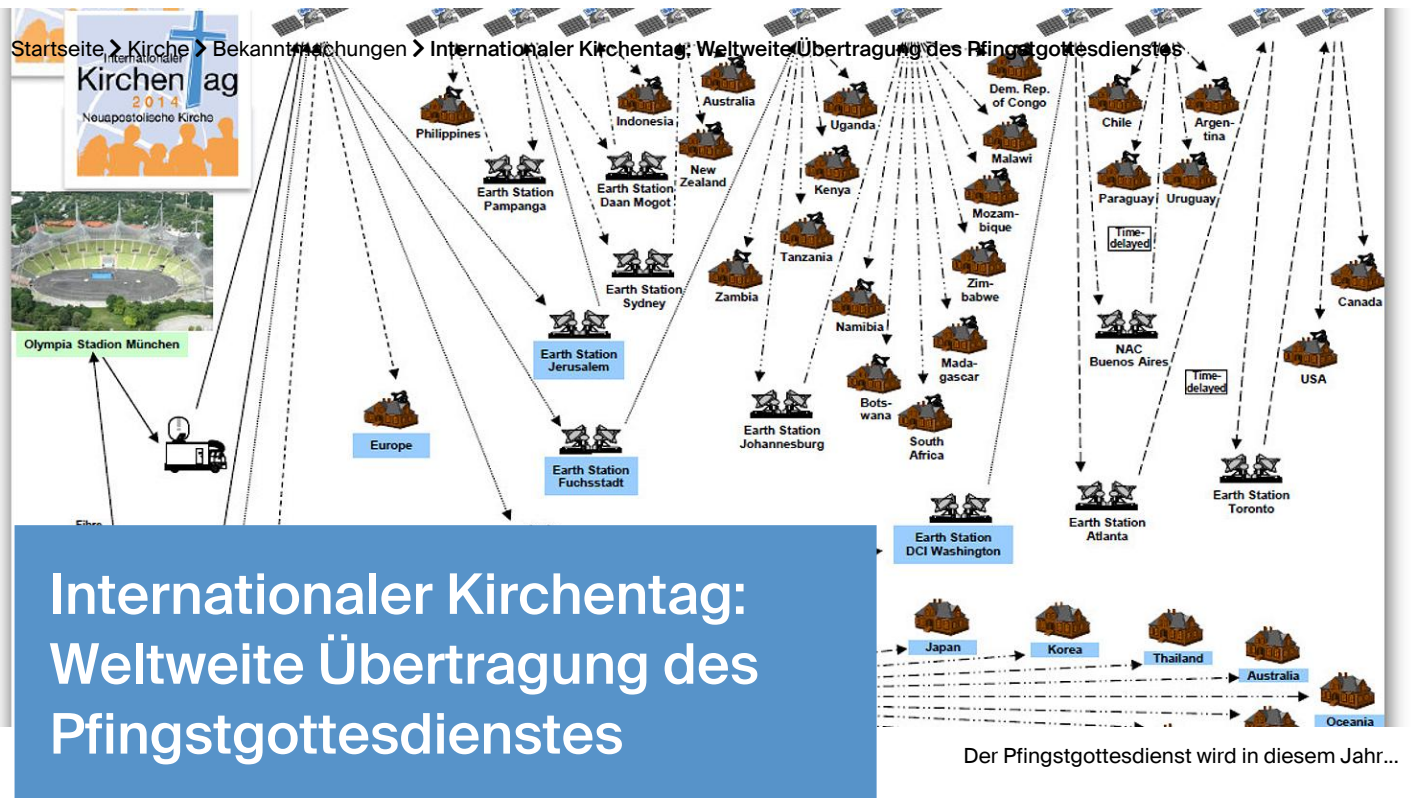 Startseite > Kirche > Bekanntmachungen > Internationaler Kirchentag: Weltweite Übertragung des Pfingstgottesdienstes
Internationaler
Kirchentag
2014
Neuapostolische Kirche
Olympia Stadion München
Philippines
Earth Station
Pampanga
Indonesia
Earth Station
Daan Mogot
Australia
New
Zealand
Earth Station
Sydney
Earth Station
Jerusalem
Europe
Earth Station
Fuchsstadt
Uganda
Kenya
Tanzania
Zambia
Earth Station
Johannesburg
Dem. Rep.
of Congo
Malawi
Mozam-
bique
Zim-
babwe
Namibia
Mada-
gascar
Bots-
wana
South
Africa
Earth Station
DCI Washington
Chile
Argen-
tina
Paraguay
Uruguay
Time-
delayed
NAC
Buenos Aires
Time-
delayed
Canada
USA
Earth Station
Atlanta
Earth Station
Toronto
Fibre
Japan
Korea
Thailand
Australia
Oceania
Internationaler Kirchentag:
Weltweite Übertragung des
Pfingstgottesdienstes
Der Pfingstgottesdienst wird in diesem Jahr...